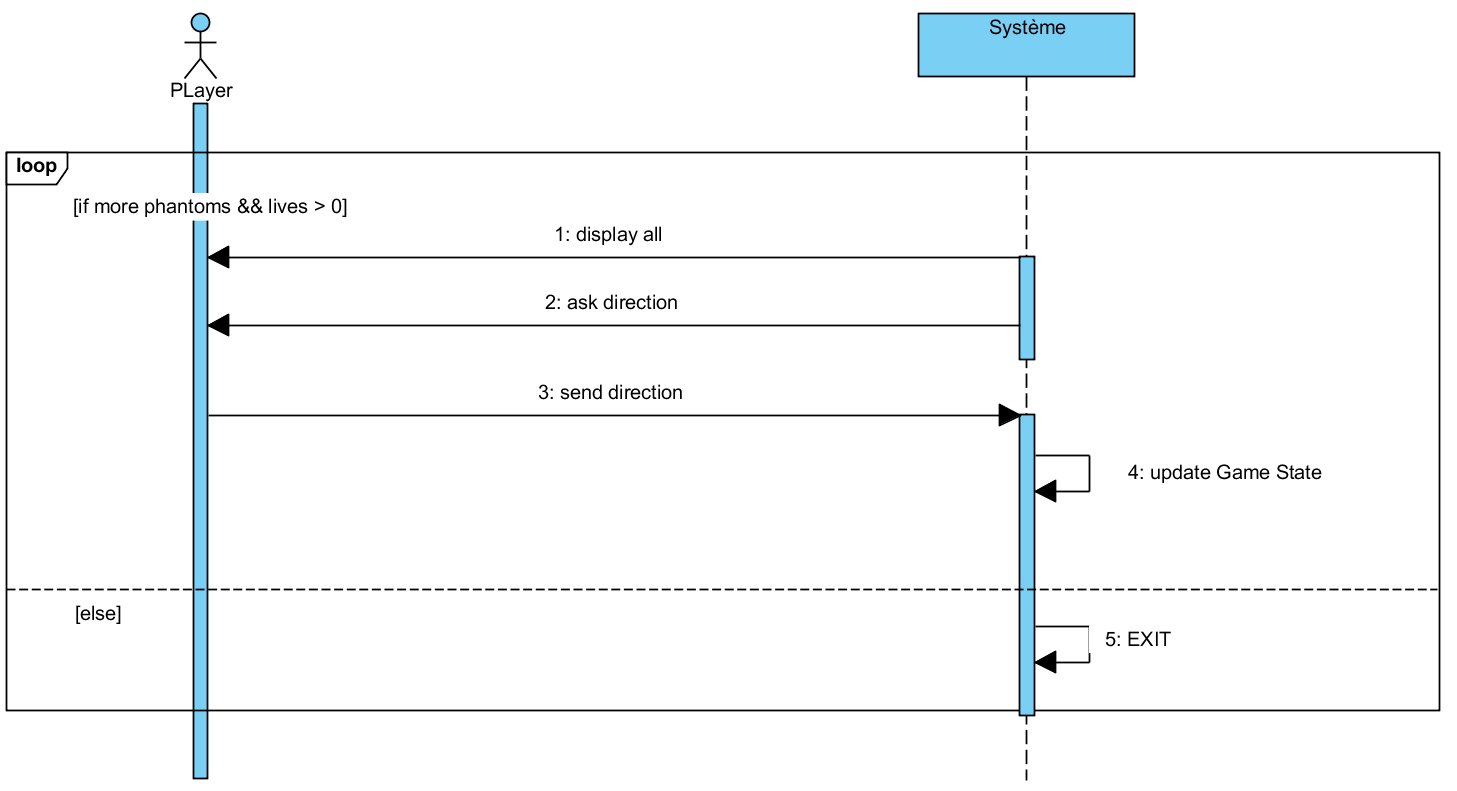 PLayer
Système
loop
[if more phantoms && lives > 0]
1: display all
2: ask direction
3: send direction
4: update Game State
[else]
5: EXIT